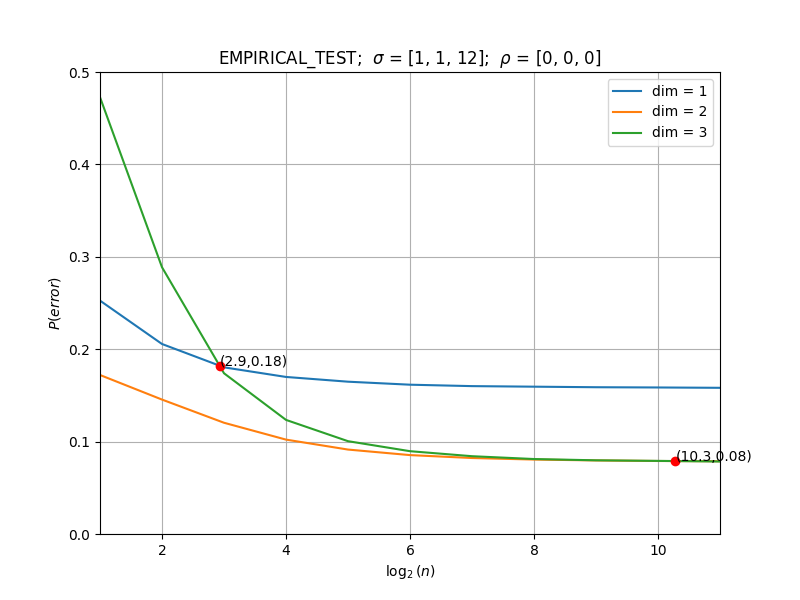 EMPIRICAL_TEST; σ = [1, 1, 12]; ρ = [0, 0, 0]
dim = 1
dim = 2
dim = 3
0.5
0.4
0.3
0.2
0.1
0.0
P(error)
(2.9,0.18)
(10.3,0.08)
2
4
6
8
10
log₂(n)